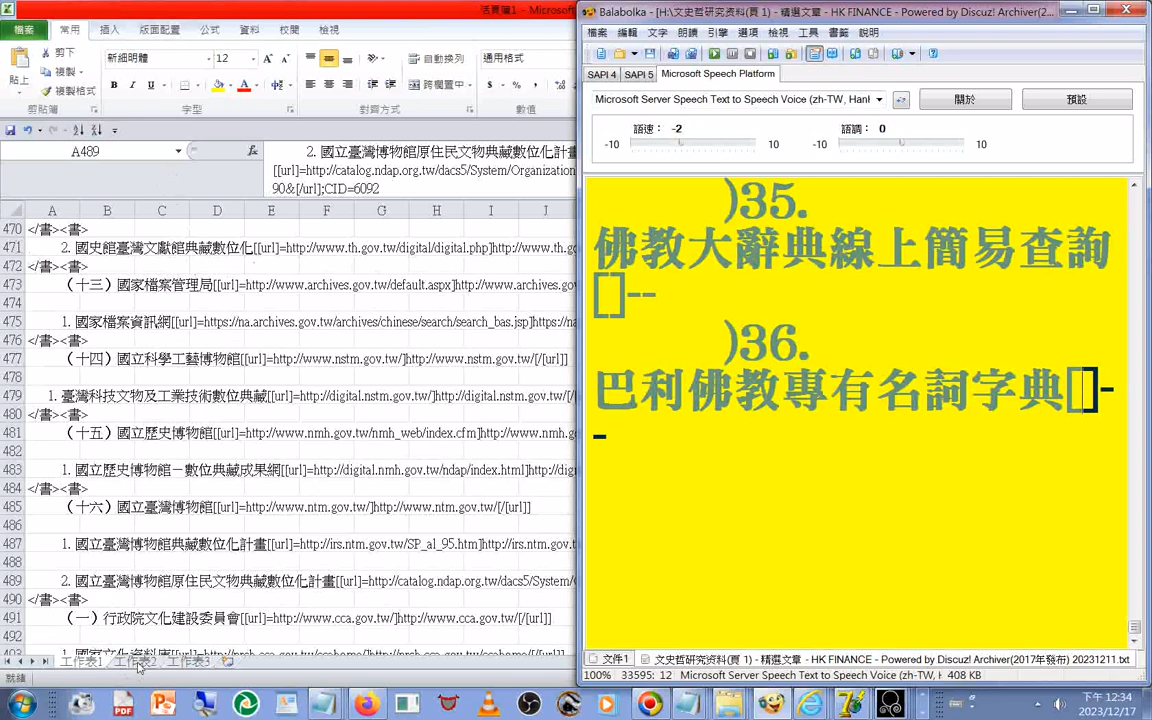 活頁簿1 - Microsoft
檔案 常用 插入 版面配置 公式 資料 校閱 檢視
貼上 剪下
複製
複製格式
新細明體 12
自動換列
跨欄置中
通用格式
剪貼簿 字型 對齊方式 數值
A489 fx 2. 國立臺灣博物館原住民文物典藏數位化計畫
[[url]=http://catalog.ndap.org.tw/dacs5/System/Organization
90&[/url];CID=6092
A B C D E F G H I J
470 </書><書>
471 2. 國史館臺灣文獻館典藏數位化[[url]=http://www.th.gov.tw/digital/digital.php]http://www.th.g
472 </書><書>
473 （十三）國家檔案管理局[[url]=http://www.archives.gov.tw/default.aspx]http://www.archives.gov
474
475 1. 國家檔案資訊網[[url]=https://na.archives.gov.tw/archives/chinese/search/search_bas.jsp]https://na
476 </書><書>
477 （十四）國立科學工藝博物館[[url]=http://www.nstm.gov.tw/]http://www.nstm.gov.tw/[/[url]]
478
479 1. 臺灣科技文物及工業技術術數位典藏[[url]=http://digital.nstm.gov.tw/]http://digital.nstm.gov.tw/[/
480 </書><書>
481 （十五）國立歷史博物館[[url]=http://www.nmh.gov.tw/nmh_web/index.cfm]http://www.nmh.go
482
483 1. 國立歷史博物館－數位典藏成果網[[url]=http://digital.nmh.gov.tw/ndap/index.html]http://digi
484 </書><書>
485 （十六）國立臺灣博物館[[url]=http://www.ntm.gov.tw/]http://www.ntm.gov.tw/[/[url]]
486
487 1. 國立臺灣博物館典藏數位化計畫[[url]=http://irs.ntm.gov.tw/SP_al_95.htm]http://irs.ntm.gov.t
488
489 2. 國立臺灣博物館原住民文物典藏數位化計畫[[url]=http://catalog.ndap.org.tw/dacs5/System/O
490 </書><書>
491 （一）行政院文化建設委員會[[url]=http://www.cca.gov.tw/]http://www.cca.gov.tw/[/[url]]
492
工作表1 工作表2 工作表3
就緒
Balabolka - [H:\文史哲研究資料(頁 1) - 精選文章 - HK FINANCE - Powered by Discuz! Archiver(2...
檔案 編輯 文字 朗讀 引擎 選項 檢視 工具 書籤 說明
SAPI 4 SAPI 5 Microsoft Speech Platform
Microsoft Server Speech Text to Speech Voice (zh-TW, Hanl 關於 預設
語速： -2 語調： 0
-10 10 -10 10
)35.
佛教大辭典線上簡易查詢
[]--
)36.
巴利佛教專有名詞字典[]-
-
文件1 文史哲研究资料(頁 1) - 精選文章 - HK FINANCE - Powered by Discuz! Archiver(2017年發布) 20231211.txt
100% 33595: 12 Microsoft Server Speech Text to Speech Voice (zh-TW, H 408 KB
下午 12:34
2023/12/17